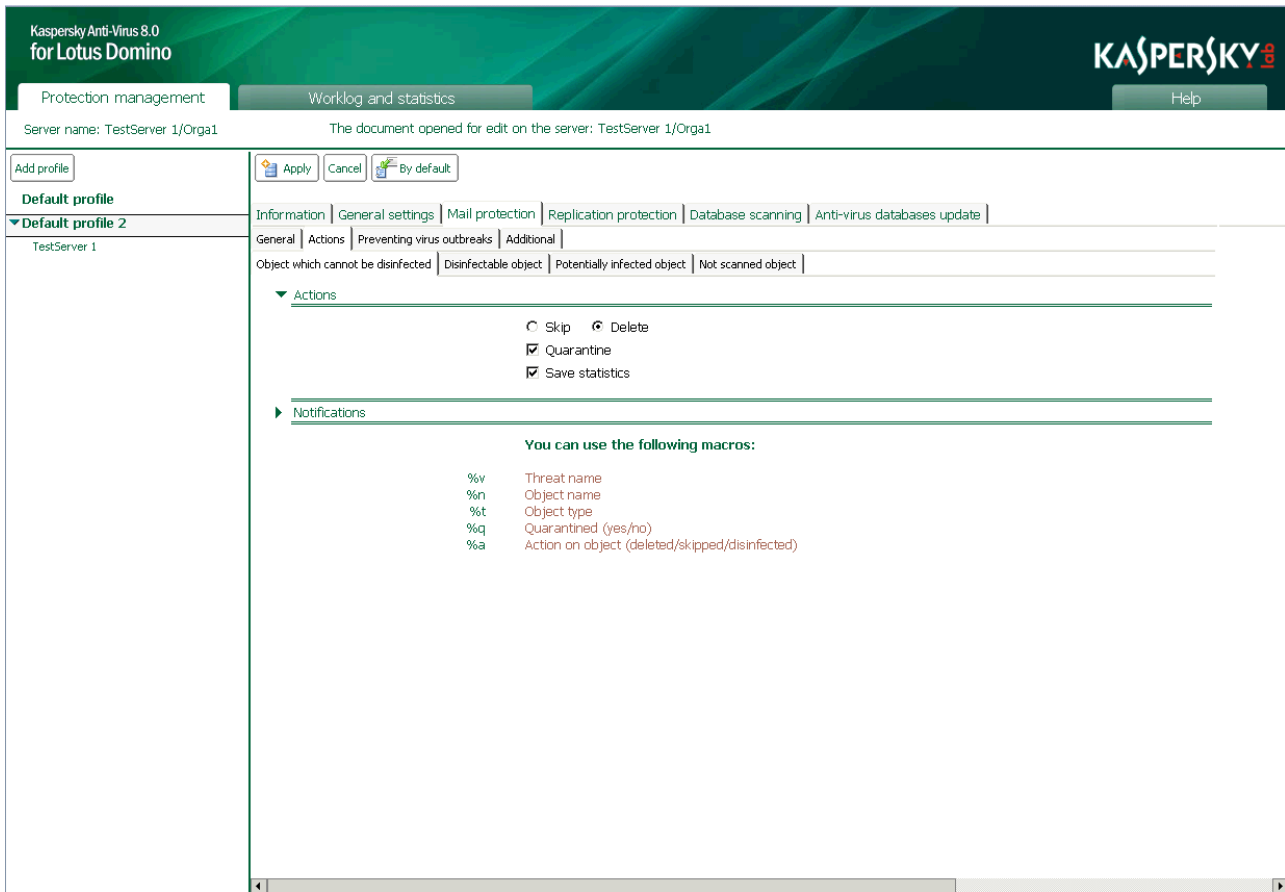 Kaspersky Anti-Virus 8.0
for Lotus Domino
KASPERSKY lab
Protection management
Worklog and statistics
Help
Server name: TestServer 1/Orga1
The document opened for edit on the server: TestServer 1/Orga1
Add profile
Apply
Cancel
By default
Default profile
Default profile 2
TestServer 1
Information
General settings
Mail protection
Replication protection
Database scanning
Anti-virus databases update
General
Actions
Preventing virus outbreaks
Additional
Object which cannot be disinfected
Disinfectable object
Potentially infected object
Not scanned object
Actions
Skip
Delete
Quarantine
Save statistics
Notifications
You can use the following macros:
%v Threat name
%n Object name
%t Object type
%q Quarantined (yes/no)
%a Action on object (deleted/skipped/disinfected)